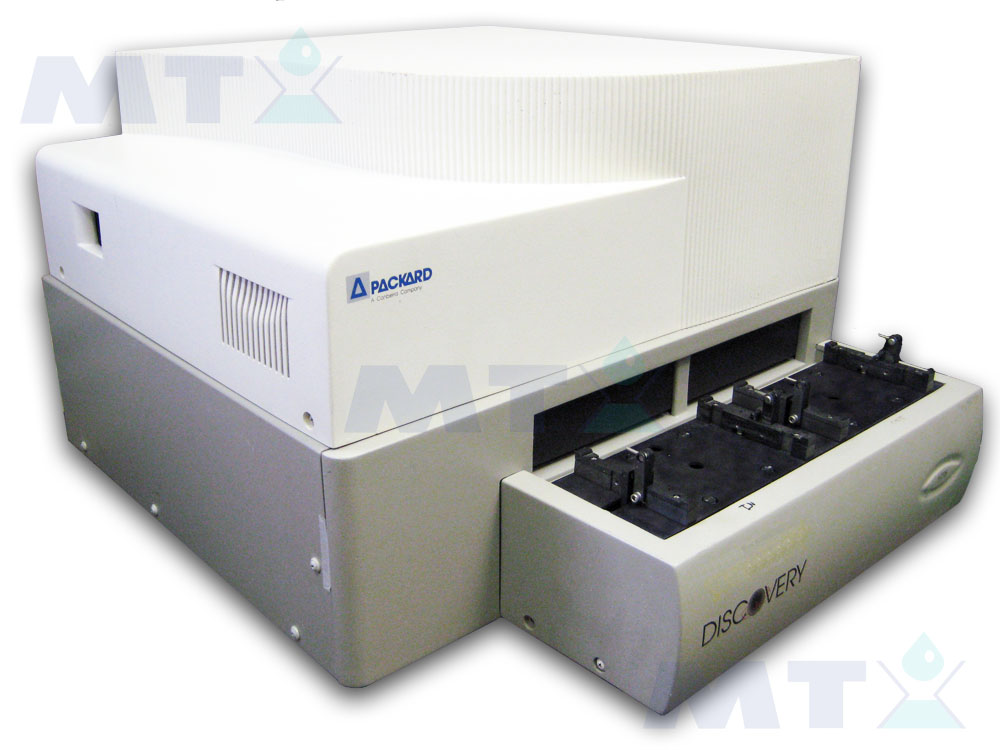 MTX
PACKARD
A Canberra Company
MTX
DISCOVERY
MTX